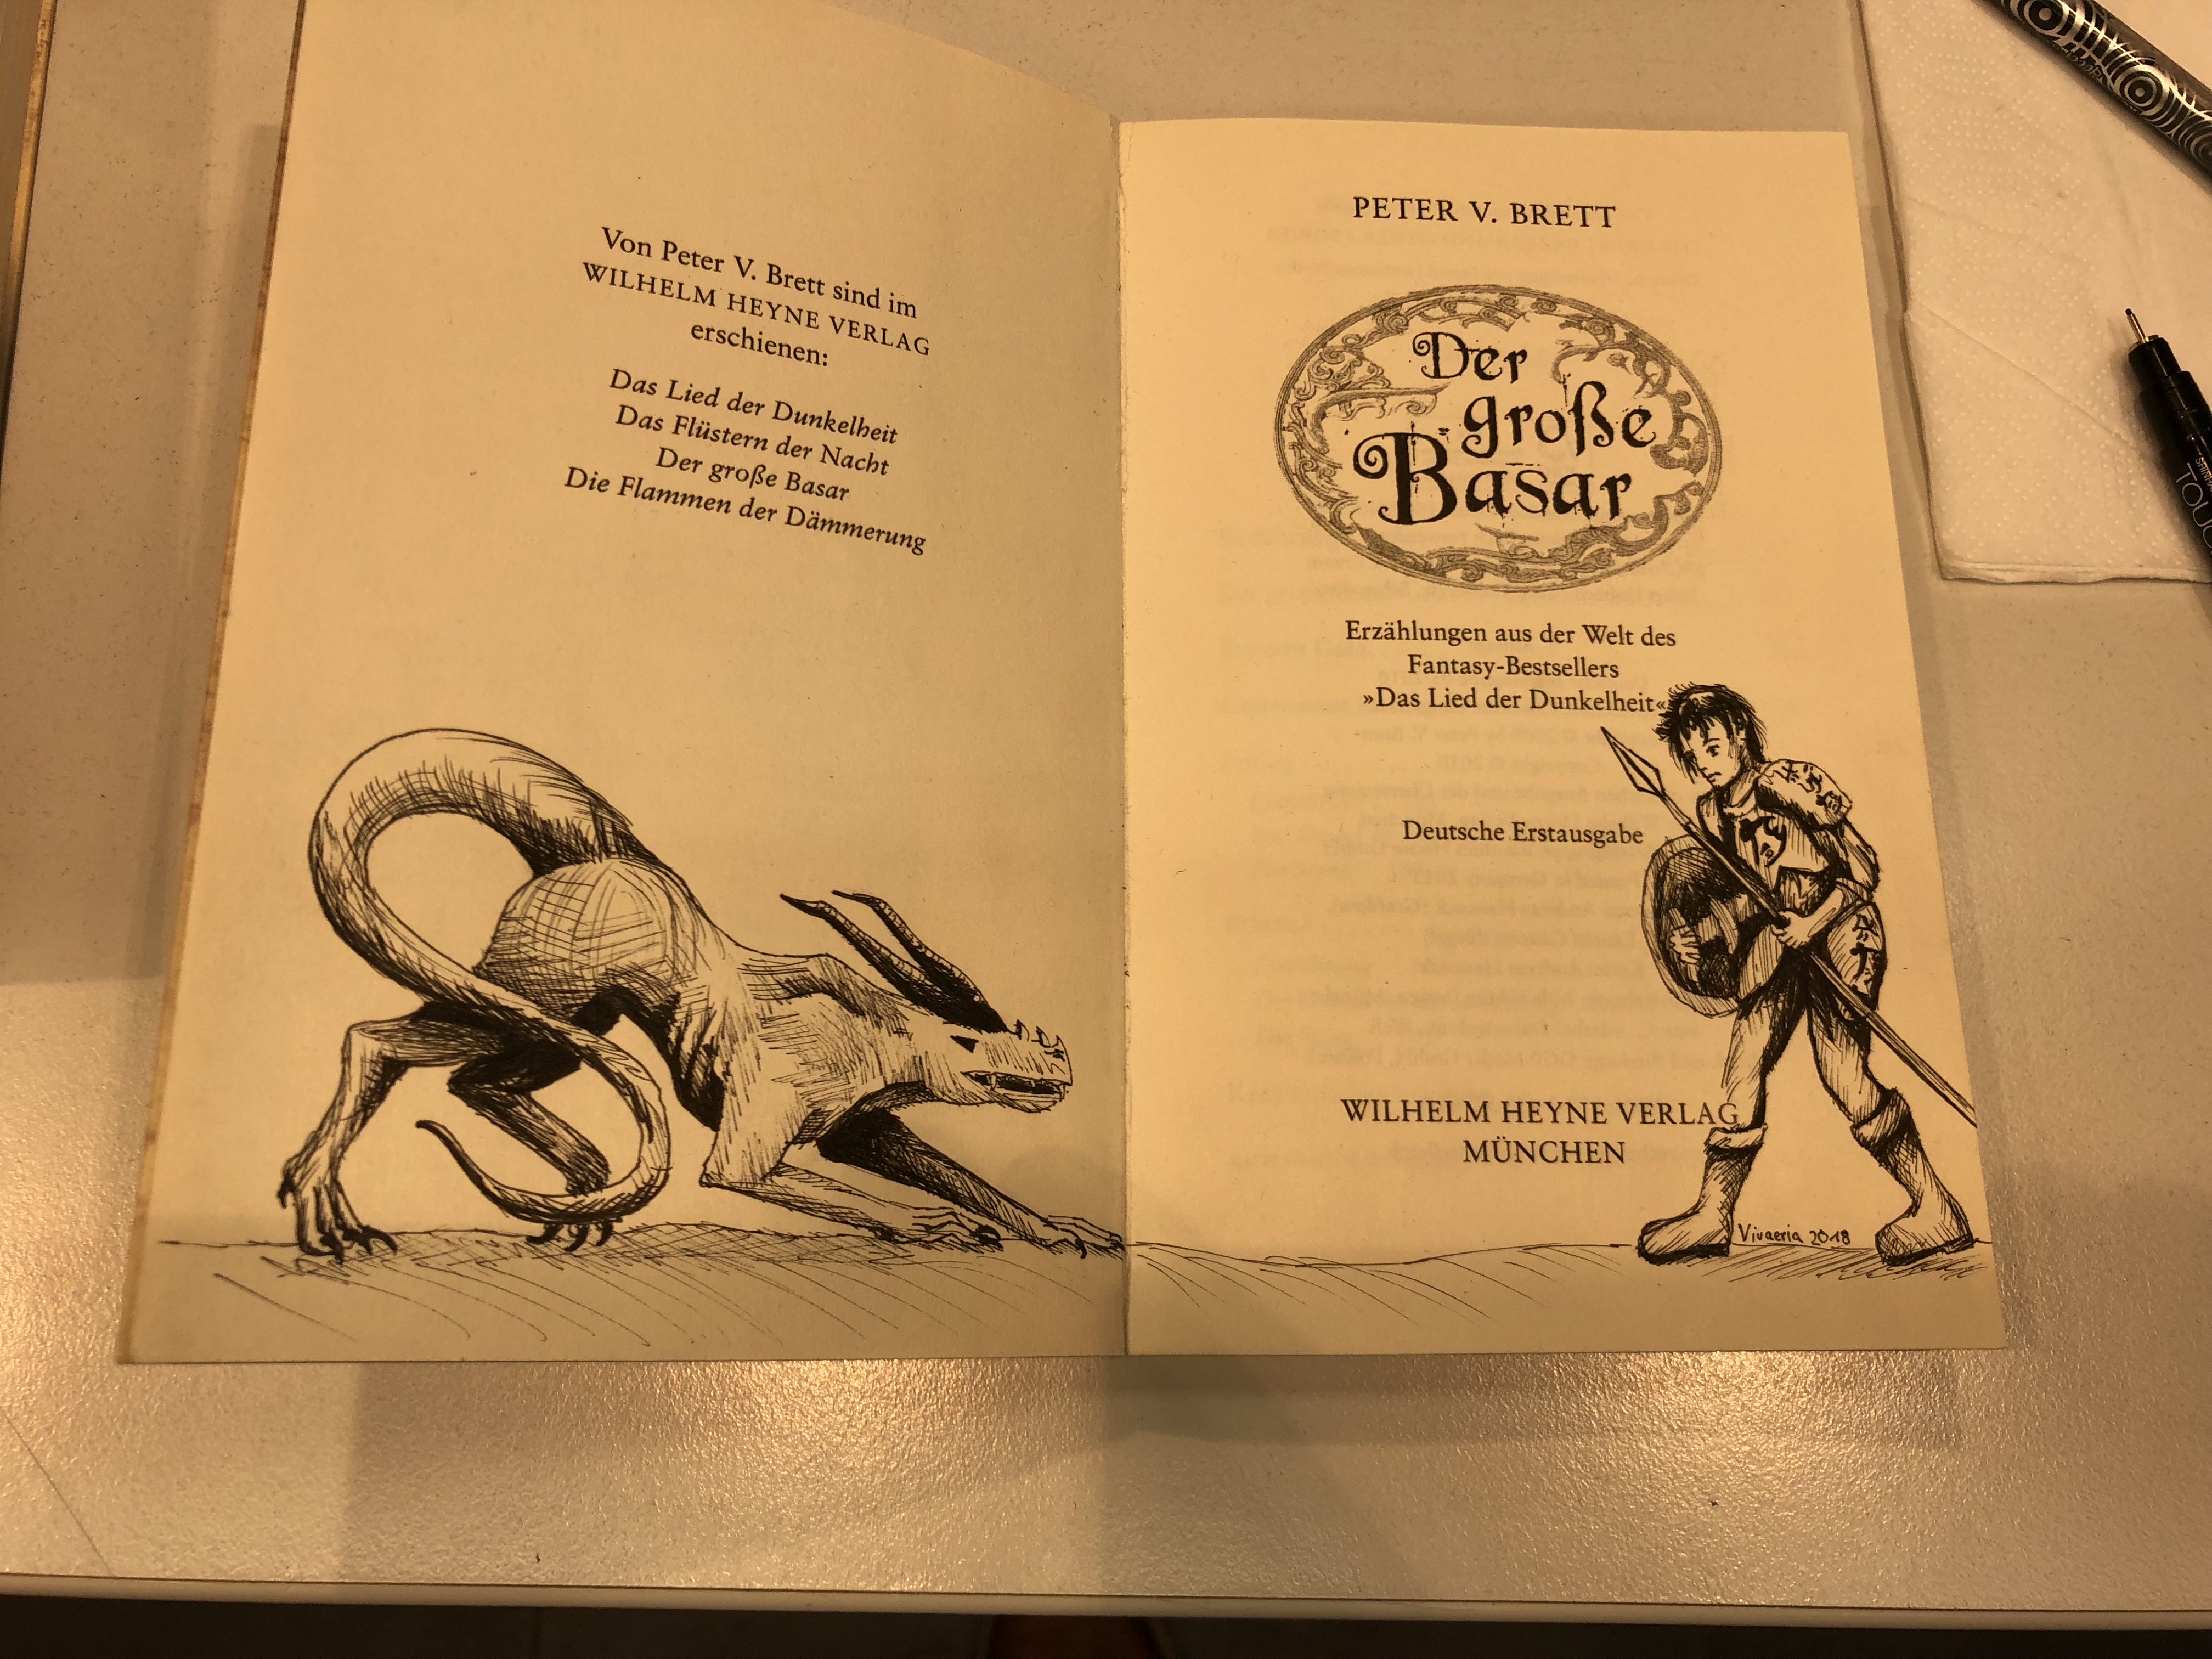 Von Peter V. Brett sind im
WILHELM HEYNE VERLAG
erschienen:
Das Lied der Dunkelheit
Das Flüstern der Nacht
Der große Basar
Die Flammen der Dämmerung
PETER V. BRETT
Der
große
Basar
Erzählungen aus der Welt des
Fantasy-Bestsellers
»Das Lied der Dunkelheit«
Deutsche Erstausgabe
WILHELM HEYNE VERLAG
MÜNCHEN
Vivaeria 2018